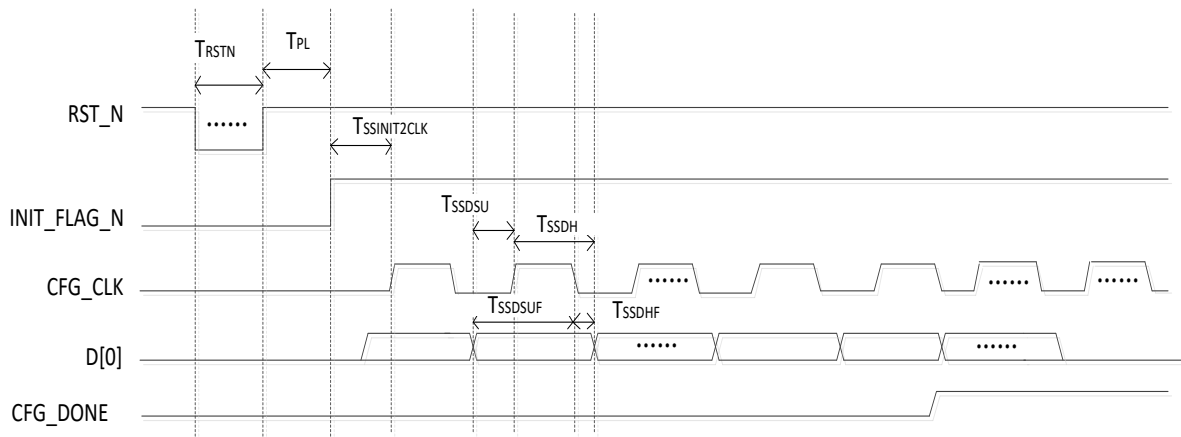 TRSTN
TPL
RST_N
......
TSSINIT2CLK
INIT_FLAG_N
TSSDSU
TSSDH
CFG_CLK
......
......
......
TSSDSUF
TSSDHF
D[0]
......
......
CFG_DONE